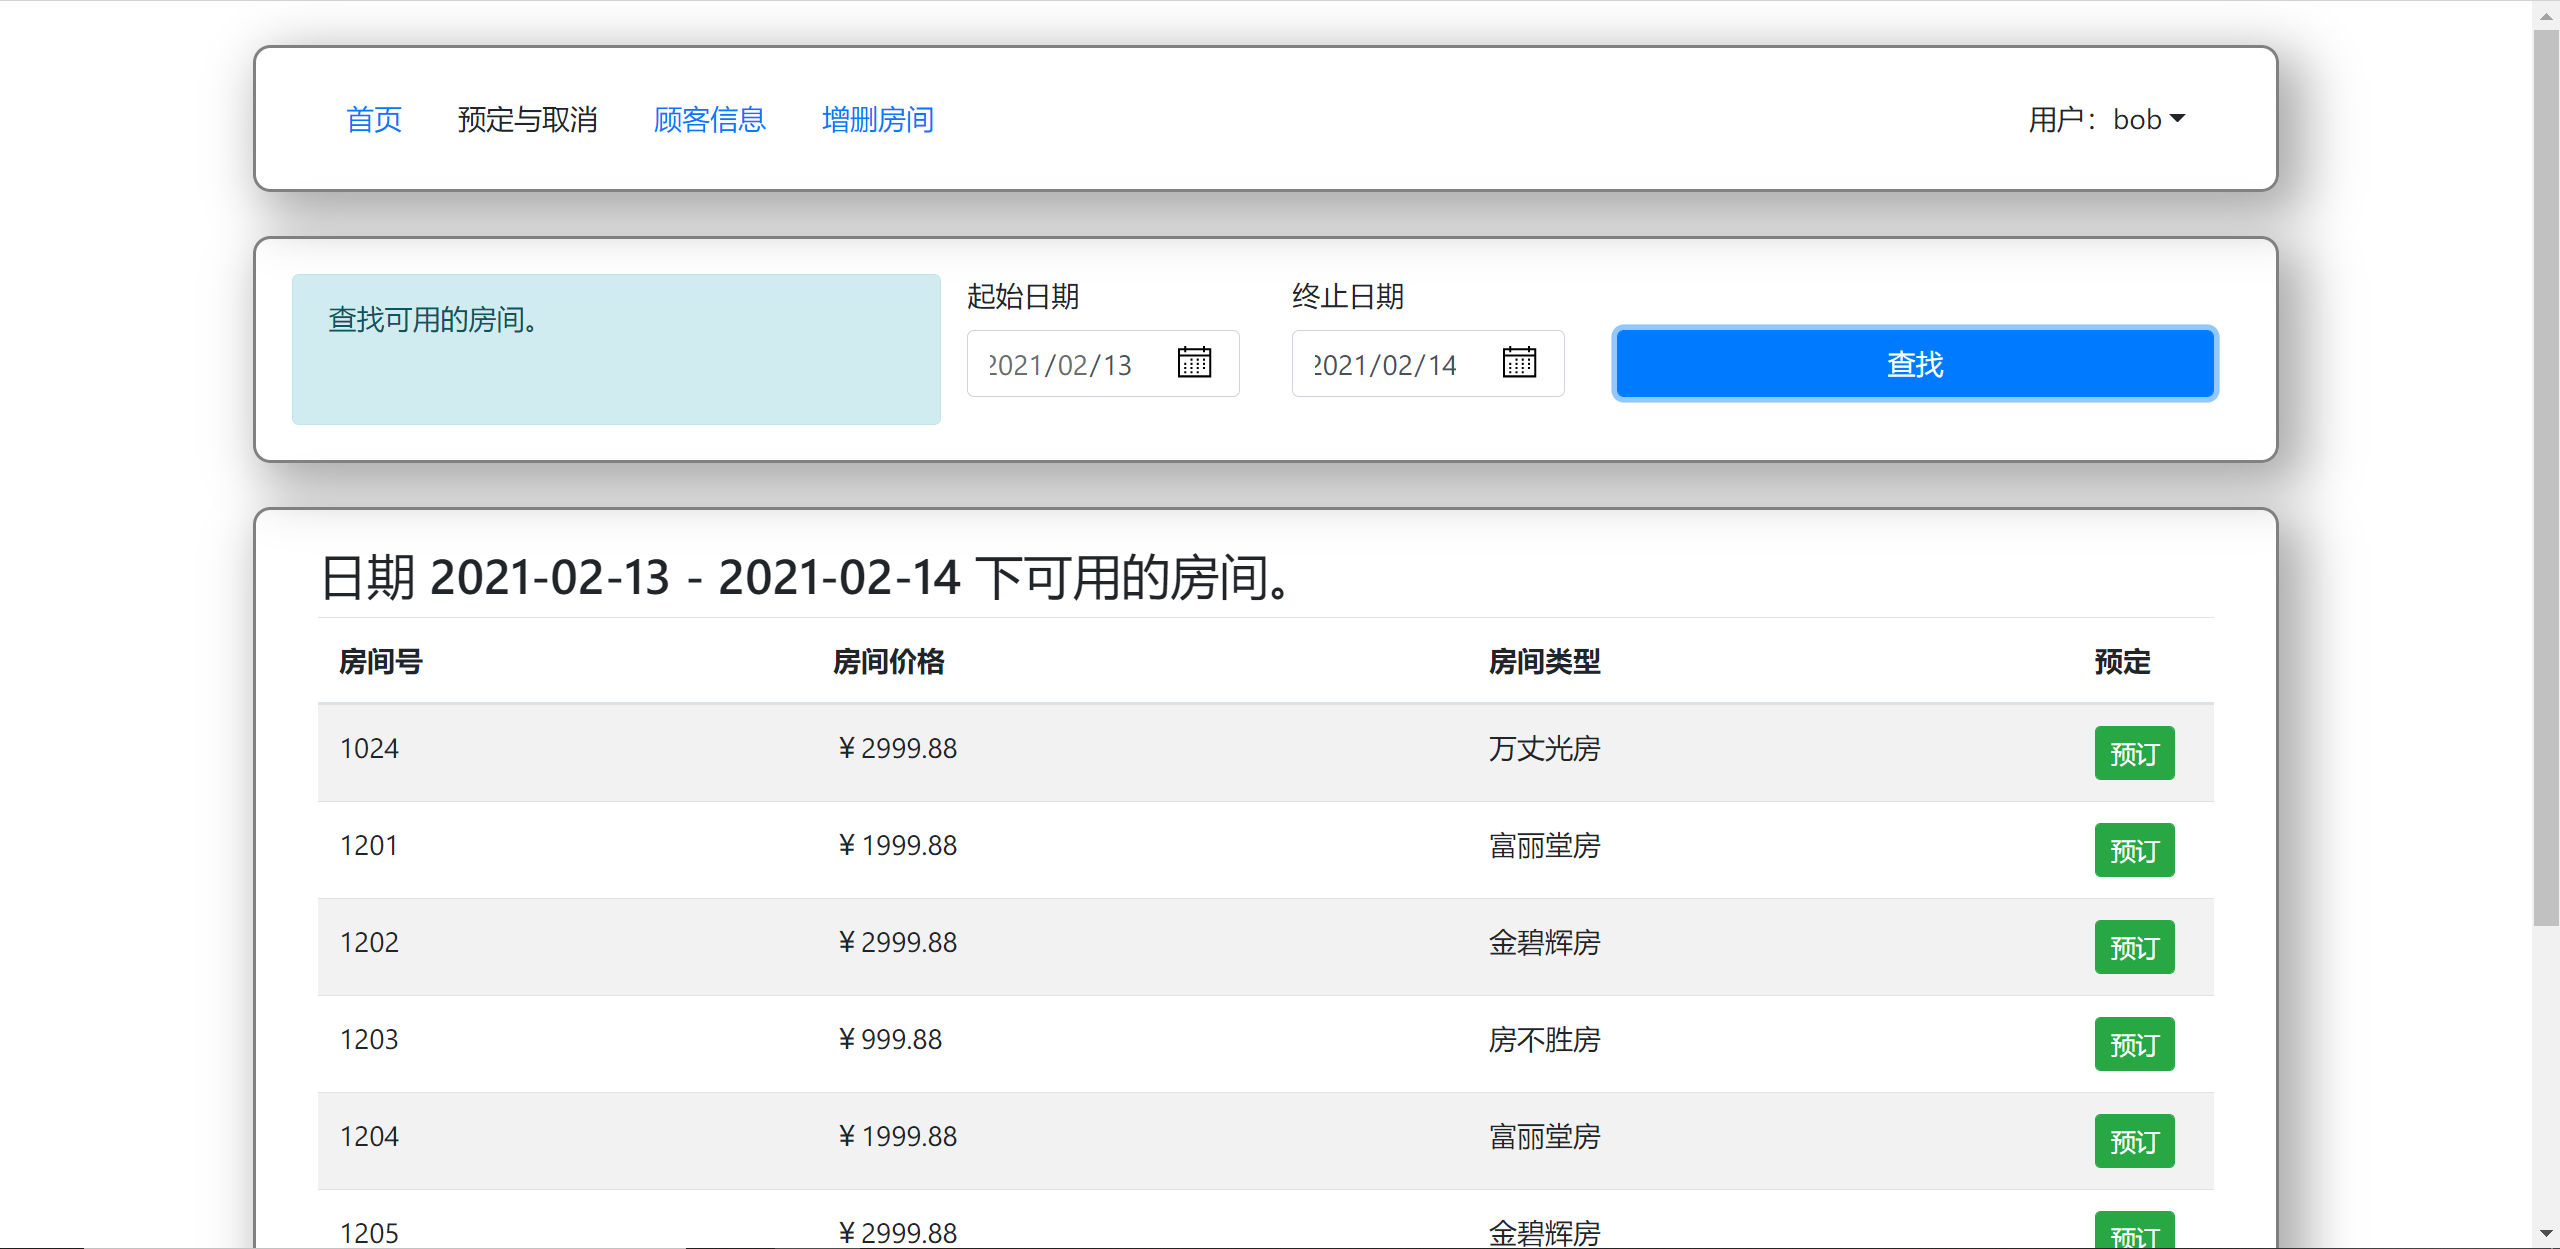 首页 预定与取消 顾客信息 增删房间 用户：bob
查找可用的房间。
起始日期 终止日期
2021/02/13 2021/02/14 查找
日期 2021-02-13 - 2021-02-14 下可用的房间。
房间号 房间价格 房间类型 预定
1024 ￥2999.88 万丈光房 预订
1201 ￥1999.88 富丽堂房 预订
1202 ￥2999.88 金碧辉房 预订
1203 ￥999.88 房不胜房 预订
1204 ￥1999.88 富丽堂房 预订
1205 ￥2999.88 金碧辉房 预订